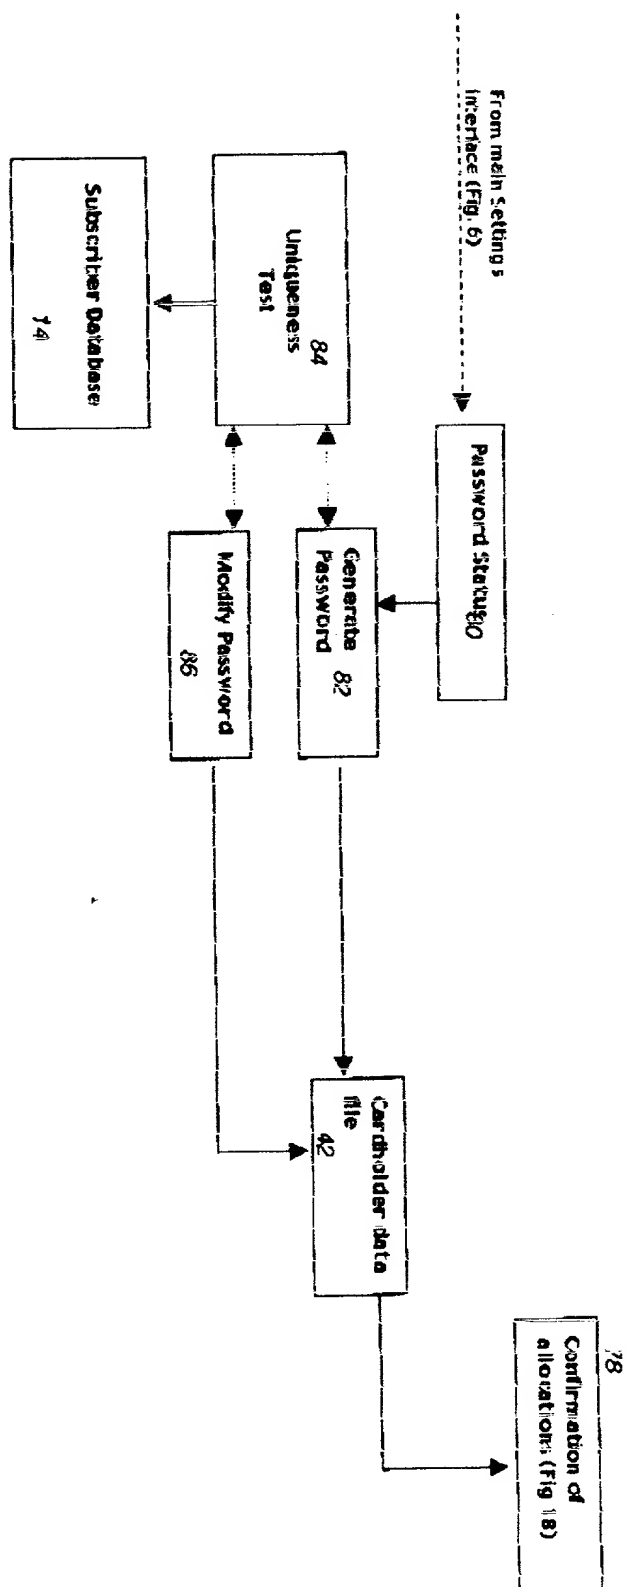 From main Settings
Interface (Fig. 6)
Password Status
80
Generate
Password
82
Modify Password
86
Uniqueness
Test
84
Subscriber Database
14
Cardholder data
file
42
78
Confirmation of
allocations (Fig 18)